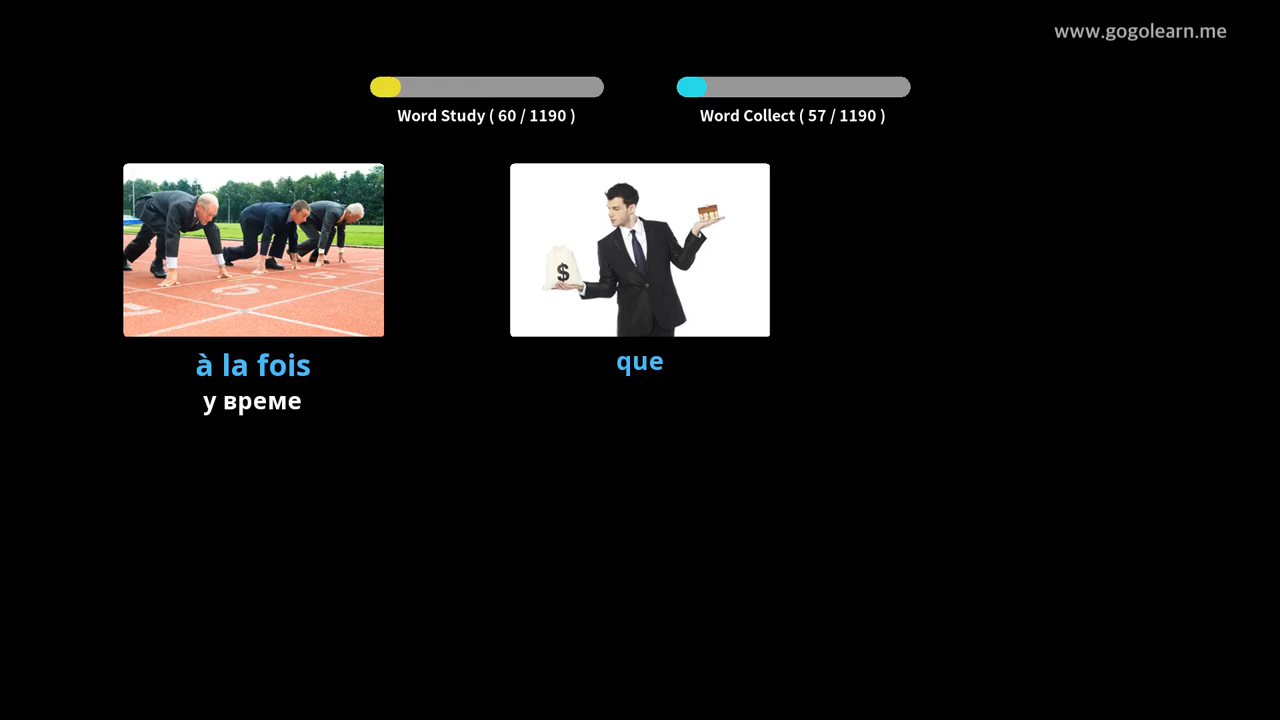 www.gogolearn.me
Word Study ( 60 / 1190 )
Word Collect ( 57 / 1190 )
à la fois
у време
que
$